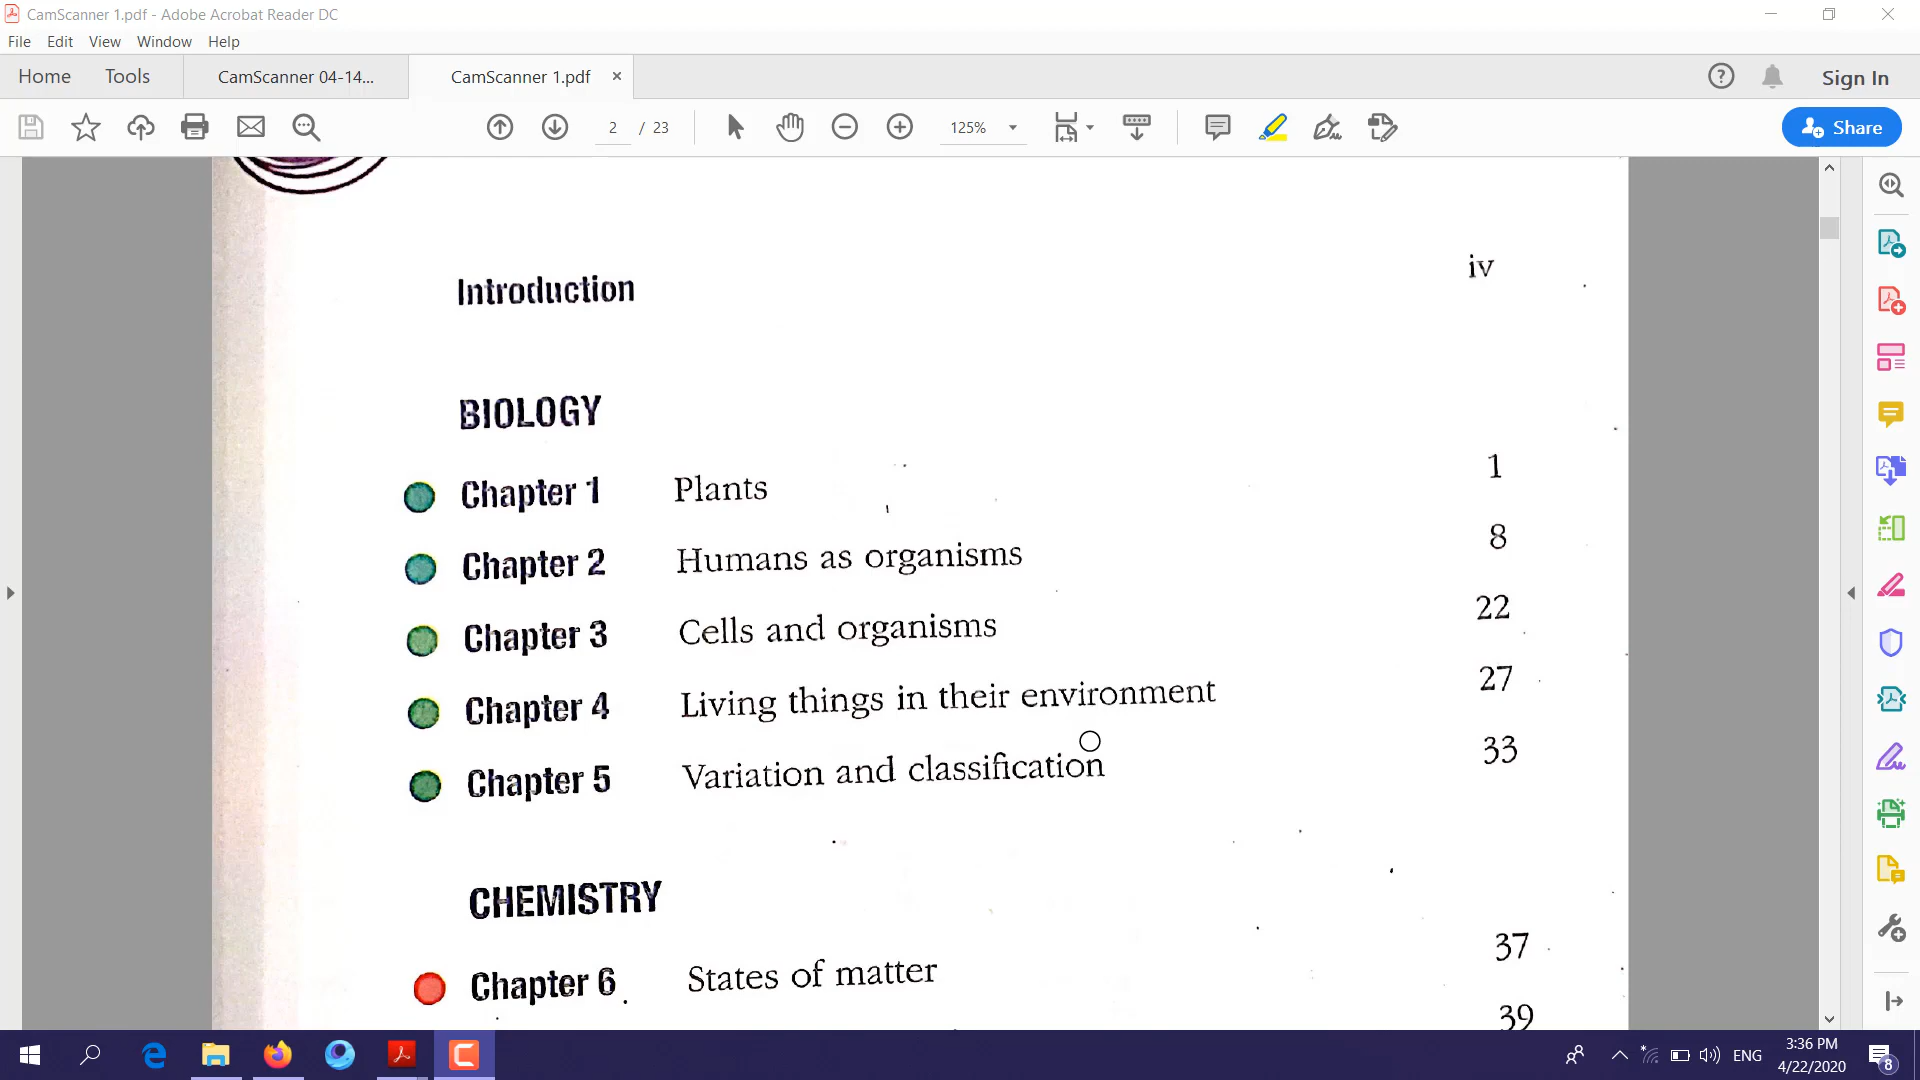 CamScanner 1.pdf - Adobe Acrobat Reader DC
File Edit View Window Help
Home Tools CamScanner 04-14... CamScanner 1.pdf × Sign In
2 / 23 125% Share
Introduction iv
BIOLOGY
Chapter 1 Plants 1
Chapter 2 Humans as organisms 8
Chapter 3 Cells and organisms 22
Chapter 4 Living things in their environment 27
Chapter 5 Variation and classification 33
CHEMISTRY
Chapter 6 States of matter 37
39
ENG 3:36 PM
4/22/2020 8